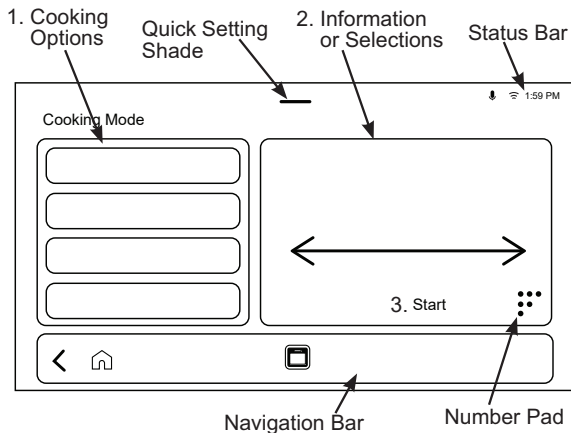 1. Cooking
Options
Quick Setting
Shade
2. Information
or Selections
Status Bar
1:59 PM
Cooking Mode
3. Start
Navigation Bar
Number Pad